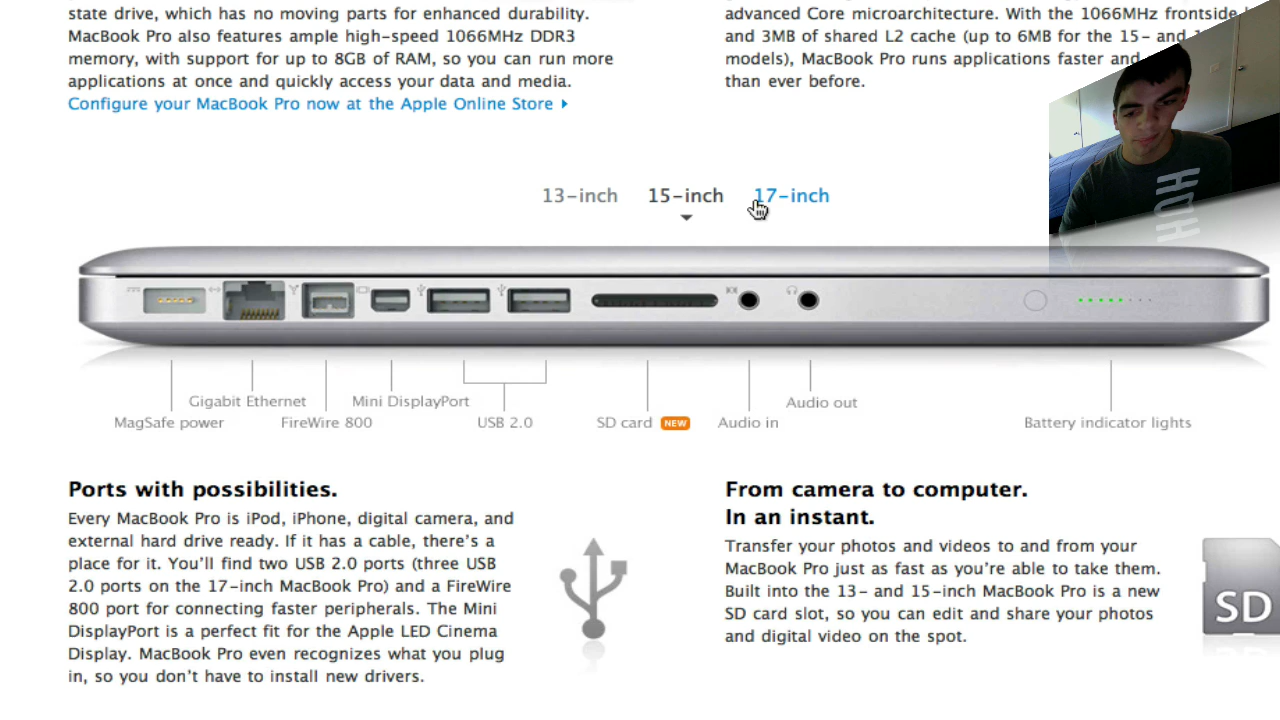 state drive, which has no moving parts for enhanced durability.
MacBook Pro also features ample high-speed 1066MHz DDR3
memory, with support for up to 8GB of RAM, so you can run more
applications at once and quickly access your data and media.
Configure your MacBook Pro now at the Apple Online Store
advanced Core microarchitecture. With the 1066MHz frontside
and 3MB of shared L2 cache (up to 6MB for the 15- and
models), MacBook Pro runs applications faster and
than ever before.
13-inch 15-inch 17-inch
Gigabit Ethernet Mini DisplayPort Audio out
MagSafe power FireWire 800 USB 2.0 SD card NEW Audio in Battery indicator lights
Ports with possibilities.
Every MacBook Pro is iPod, iPhone, digital camera, and
external hard drive ready. If it has a cable, there's a
place for it. You'll find two USB 2.0 ports (three USB
2.0 ports on the 17-inch MacBook Pro) and a FireWire
800 port for connecting faster peripherals. The Mini
DisplayPort is a perfect fit for the Apple LED Cinema
Display. MacBook Pro even recognizes what you plug
in, so you don't have to install new drivers.
From camera to computer.
In an instant.
Transfer your photos and videos to and from your
MacBook Pro just as fast as you're able to take them.
Built into the 13- and 15-inch MacBook Pro is a new
SD card slot, so you can edit and share your photos
and digital video on the spot.
SD